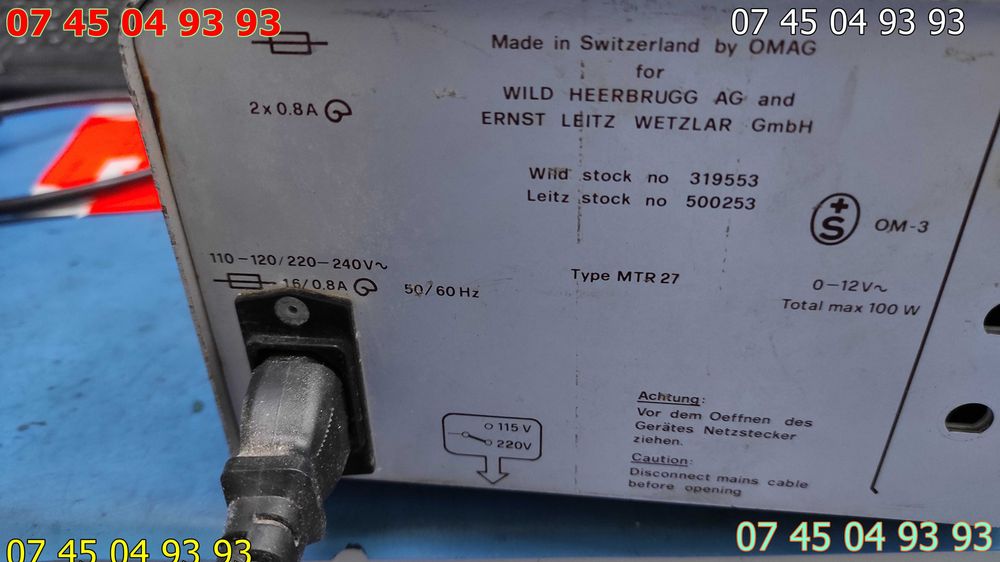 07 45 04 93 93
07 45 04 93 93
Made in Switzerland by OMAG
for
WILD HEERBRUGG AG and
ERNST LEITZ WETZLAR GmbH
2 x 0.8 A
Wild stock no 319553
Leitz stock no 500253
+
S
OM-3
110-120/220-240V~
16/0.8A
50/60 Hz
Type MTR 27
0-12V~
Total max 100 W
115 V
220V
Achtung:
Vor dem Oeffnen des
Gerätes Netzstecker
ziehen.
Caution:
Disconnect mains cable
before opening
07 45 04 93 93
07 45 04 93 93